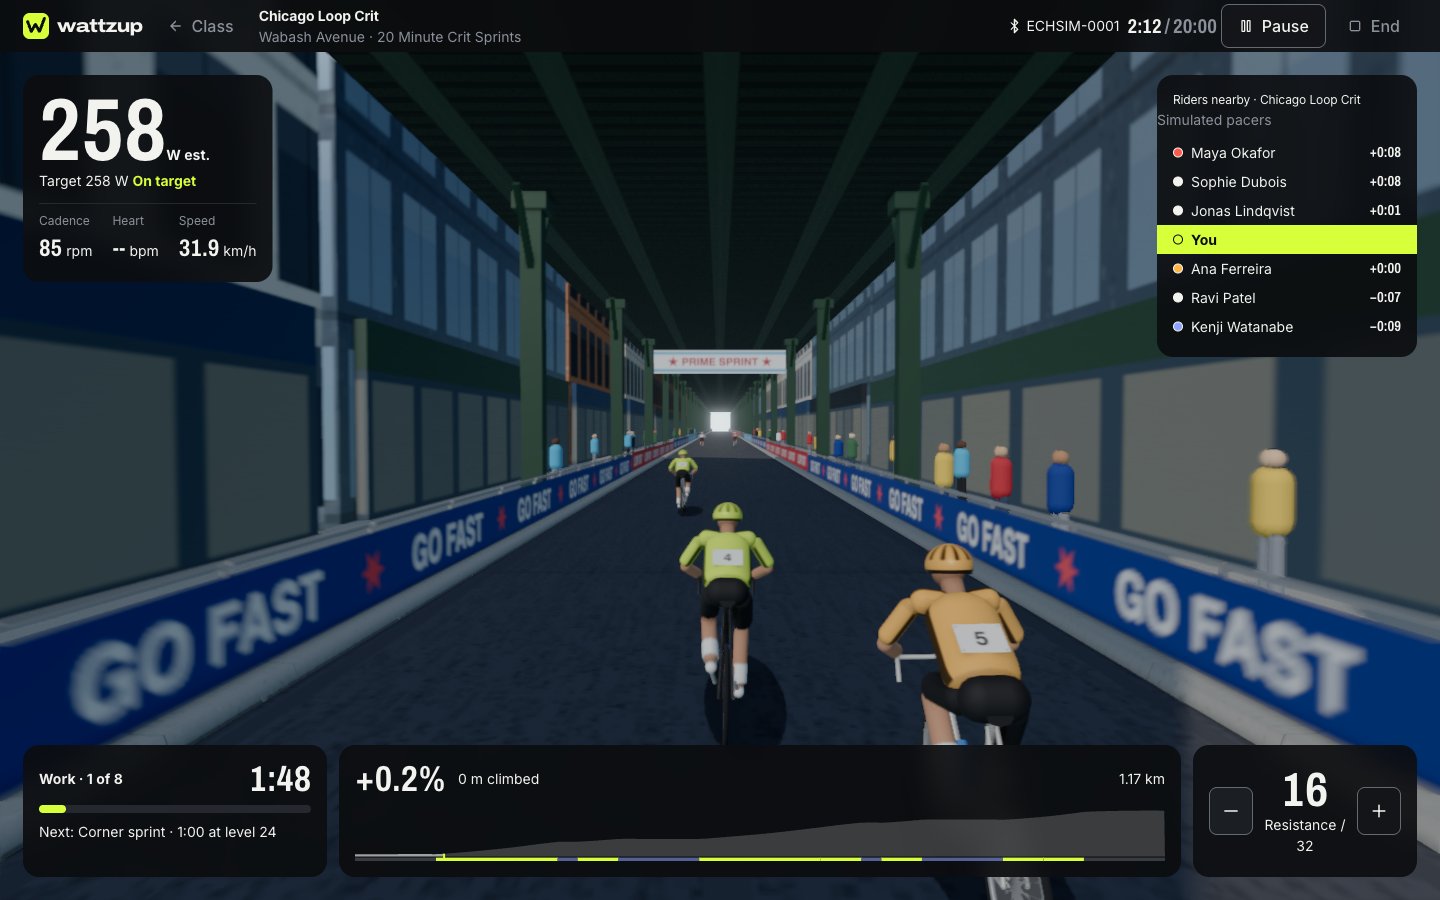 wattzup
Class
Chicago Loop Crit
Wabash Avenue · 20 Minute Crit Sprints
ECHSIM-0001
2:12 / 20:00
Pause
End
258 W est.
Target 258 W On target
Cadence Heart Speed
85 rpm -- bpm 31.9 km/h
Riders nearby · Chicago Loop Crit
Simulated pacers
Maya Okafor +0:08
Sophie Dubois +0:08
Jonas Lindqvist +0:01
You
Ana Ferreira +0:00
Ravi Patel −0:07
Kenji Watanabe −0:09
★ PRIME SPRINT ★
GO FAST ★ GO FAST ★ GO FAST ★ GO FAST
GO FAST ★ GO FAST ★ GO FAST ★ GO FAST
4
5
Work · 1 of 8 1:48
Next: Corner sprint · 1:00 at level 24
+0.2% 0 m climbed 1.17 km
− 16 +
Resistance /
32